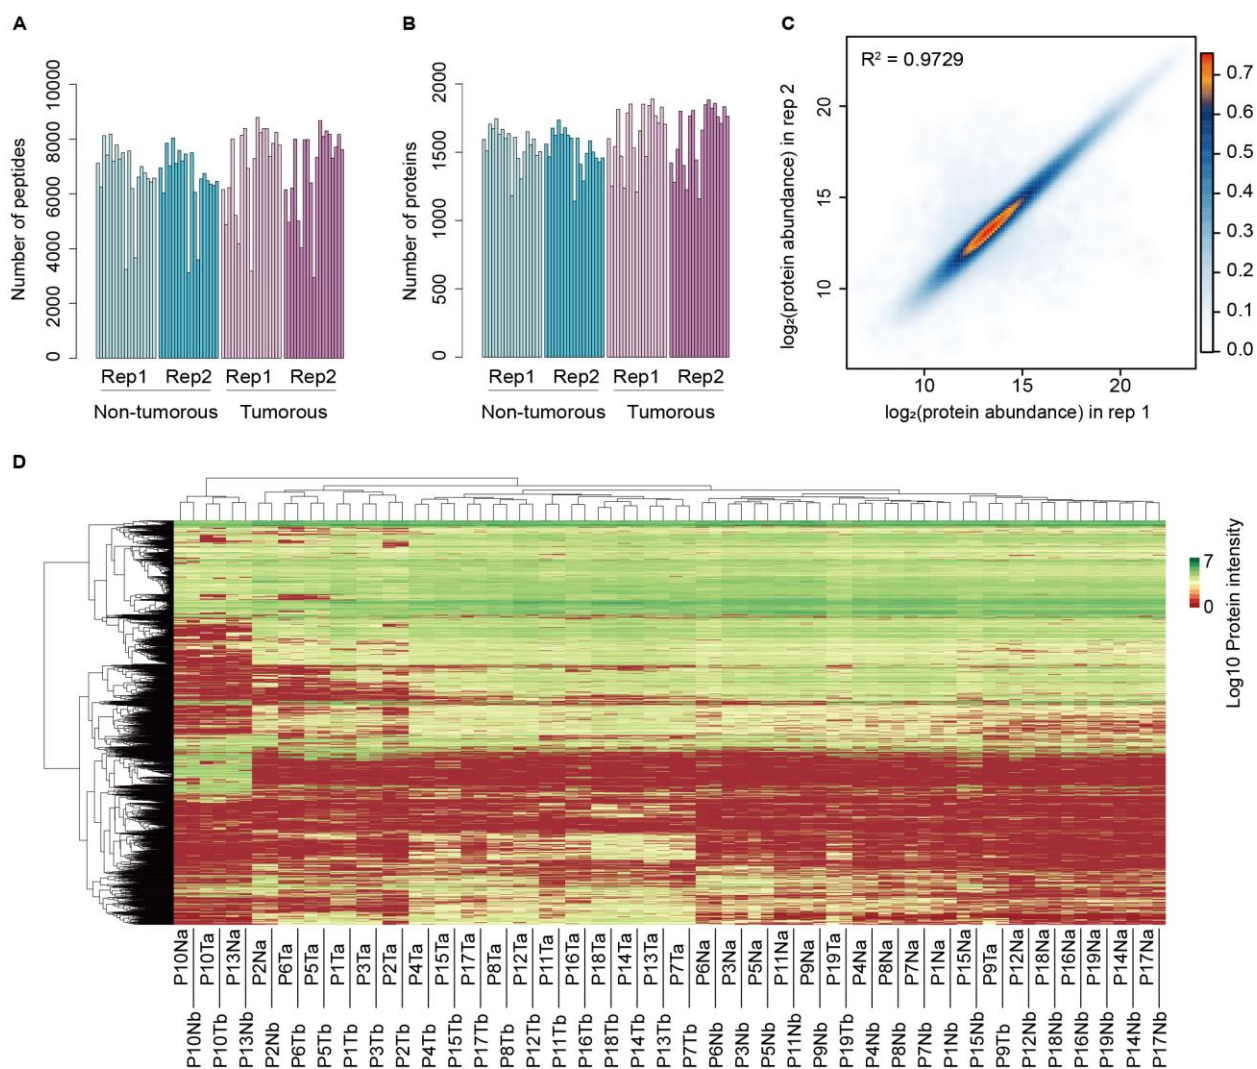 A
B
C
Number of peptides
0
2000
4000
6000
8000
10000
Rep1 Rep2 Rep1 Rep2
Non-tumorous Tumorous
Number of proteins
0
500
1000
1500
2000
Rep1 Rep2 Rep1 Rep2
Non-tumorous Tumorous
R² = 0.9729
log₂(protein abundance) in rep 2
20
15
10
10 15 20
log₂(protein abundance) in rep 1
0.7
0.6
0.5
0.4
0.3
0.2
0.1
0.0
D
7
0
Log10 Protein intensity
P10Na P10Ta P13Na P2Na P6Ta P5Ta P1Ta P3Ta P2Ta P4Ta P15Ta P17Ta P8Ta P12Ta P11Ta P16Ta P18Ta P14Ta P13Ta P7Ta P6Na P3Na P5Na P11Na P9Na P19Ta P4Na P8Na P7Na P1Na P15Na P9Ta P12Na P18Na P16Na P19Na P14Na P17Na
P10Nb P10Tb P13Nb P2Nb P6Tb P5Tb P1Tb P3Tb P2Tb P4Tb P15Tb P17Tb P8Tb P12Tb P11Tb P16Tb P18Tb P14Tb P13Tb P7Tb P6Nb P3Nb P5Nb P11Nb P9Nb P19Tb P4Nb P8Nb P7Nb P1Nb P15Nb P9Tb P12Nb P18Nb P16Nb P19Nb P14Nb P17Nb